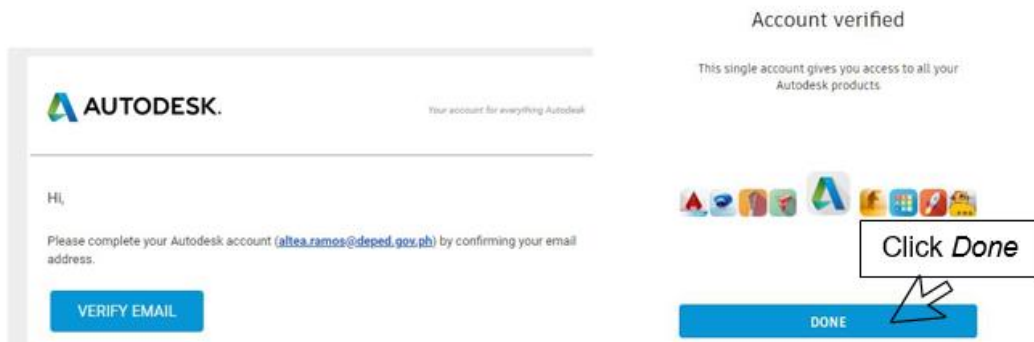 AUTODESK.
Your account for everything Autodesk
Hi,
Please complete your Autodesk account (altea.ramos@deped.gov.ph) by confirming your email
address.
VERIFY EMAIL
Account verified
This single account gives you access to all your
Autodesk products
Click Done
DONE